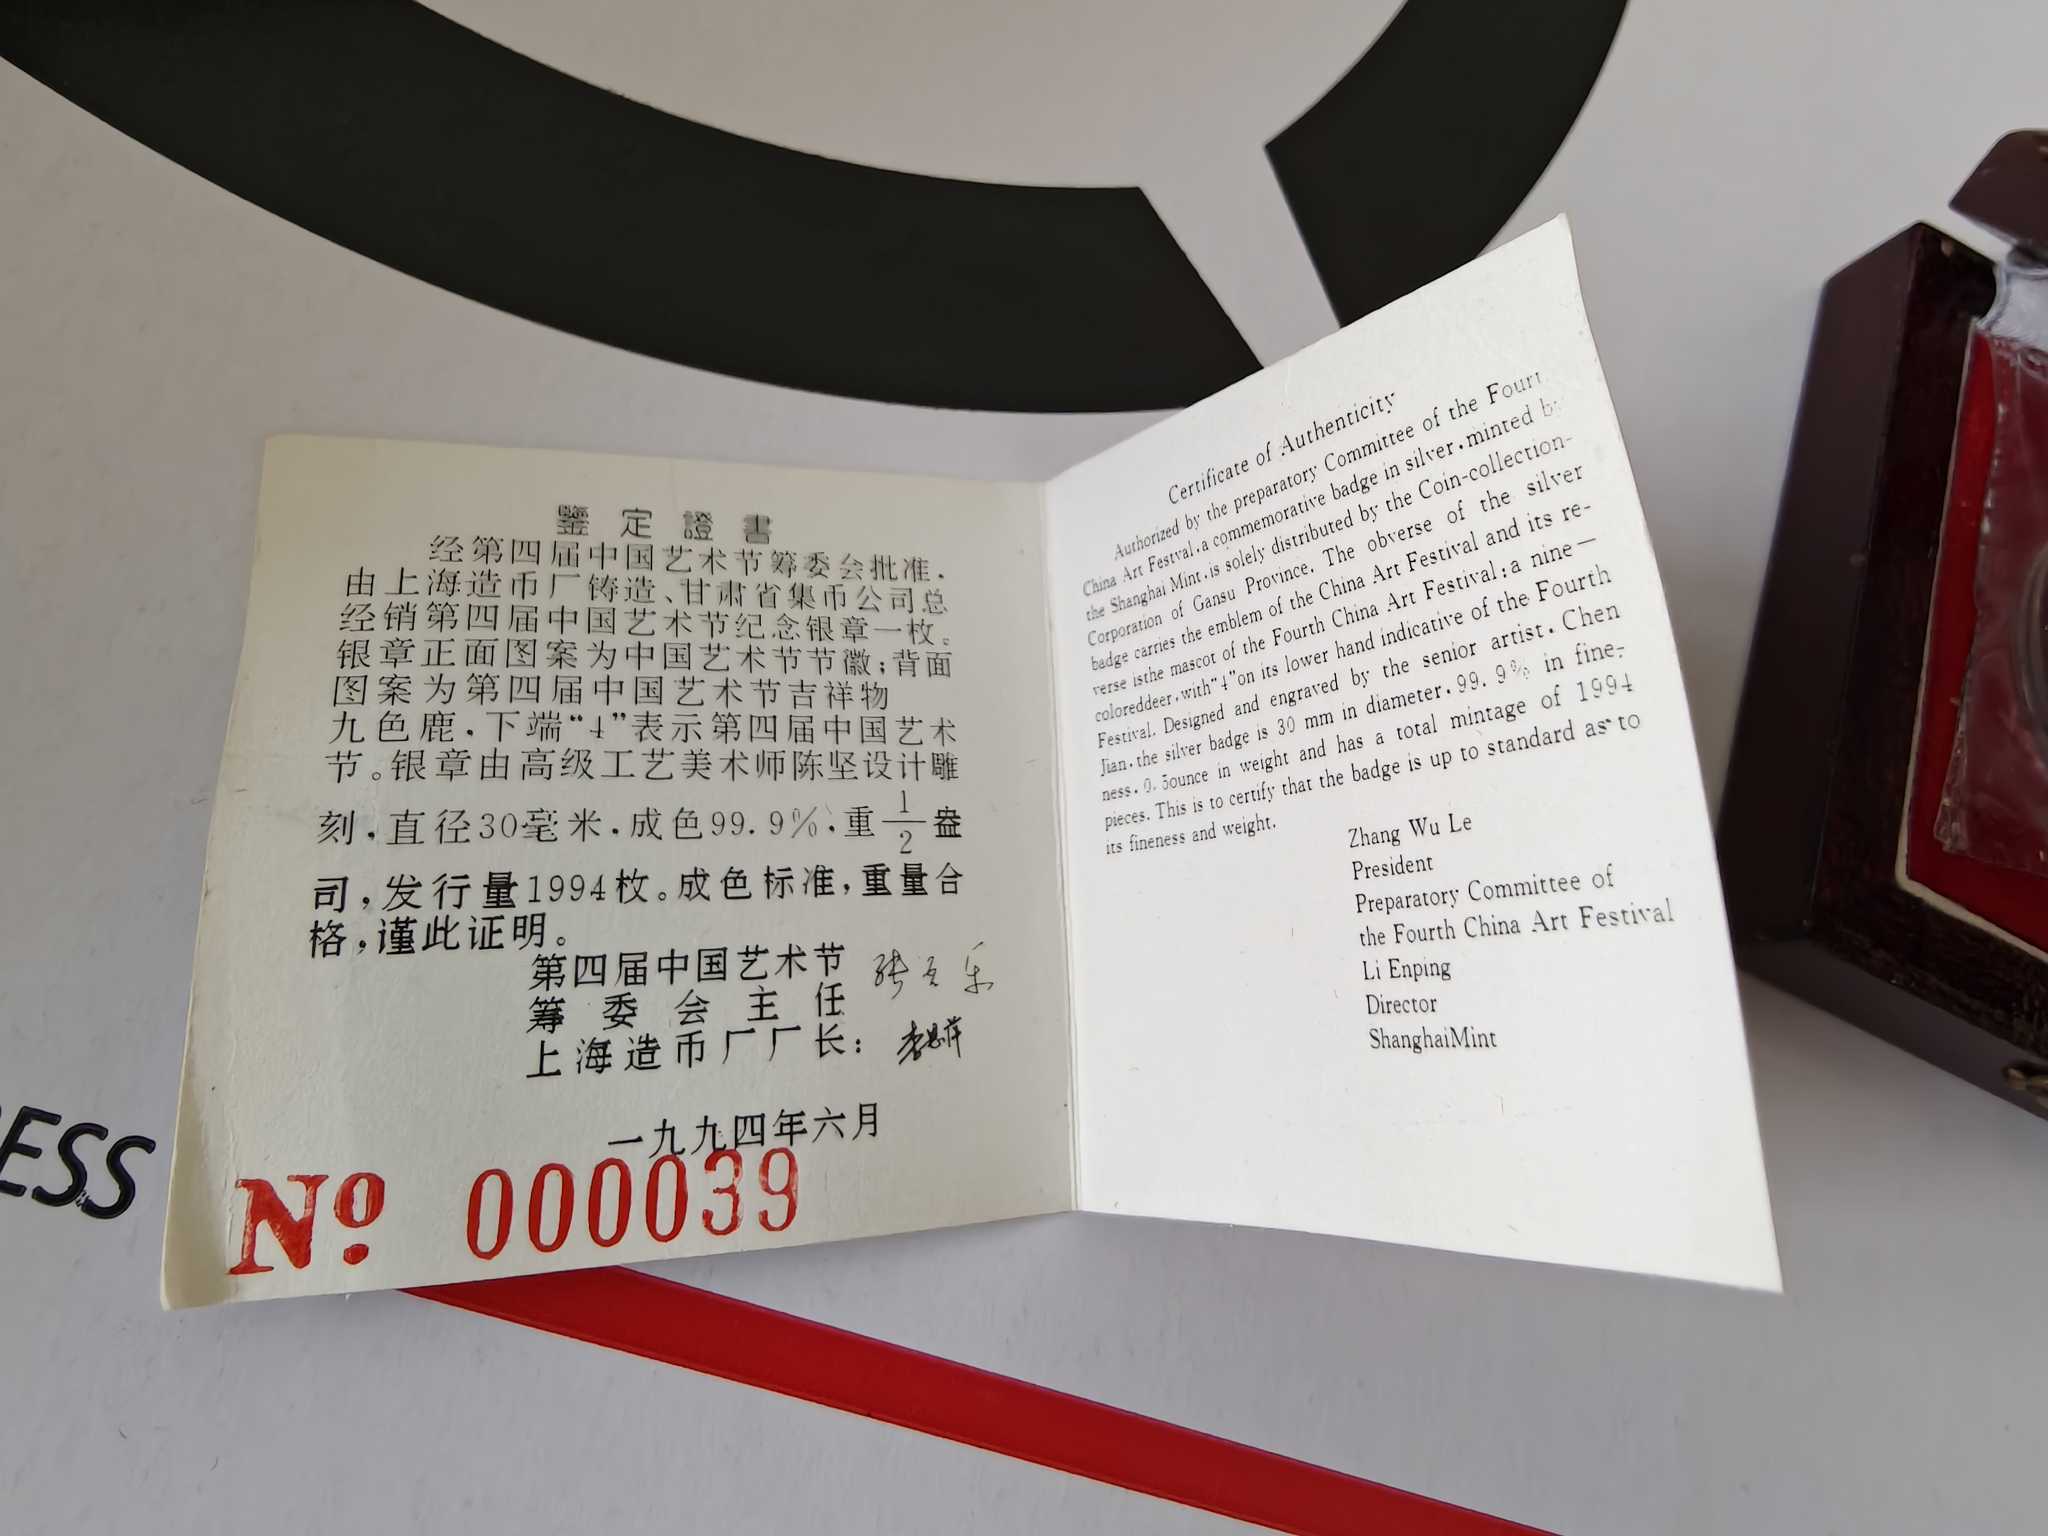 鑒定證書
经第四届中国艺术节筹委会批准，
由上海造币厂铸造、甘肃省集币公司总
经销第四届中国艺术节纪念银章一枚。
银章正面图案为中国艺术节节徽；背面
图案为第四届中国艺术节吉祥物
九色鹿，下端“4”表示第四届中国艺术
节。银章由高级工艺美术师陈坚设计雕
刻，直径30毫米，成色99.9%，重1/2盎
司，发行量1994枚。成色标准，重量合
格，谨此证明。
第四届中国艺术节
筹委会主任
上海造币厂厂长：
一九九四年六月
№ 000039
Certificate of Authenticity
Authorized by the preparatory Committee of the Fourt
China Art Festval,a commemorative badge in silver,minted b
the Shanghai Mint,is solely distributed by the Coin-collection-
Corporation of Gansu Province. The obverse of the silver
badge carries the emblem of the China Art Festival and its re-
verse isthe mascot of the Fourth China Art Festival:a nine—
coloreddeer,with“4”on its lower hand indicative of the Fourth
Festival. Designed and engraved by the senior artist. Chen
Jian,the silver badge is 30 mm in diameter,99.9% in fine-
ness,0.5ounce in weight and has a total mintage of 1994
pieces. This is to certify that the badge is up to standard as to
its fineness and weight.
Zhang Wu Le
President
Preparatory Committee of
the Fourth China Art Festival
Li Enping
Director
ShanghaiMint
ESS